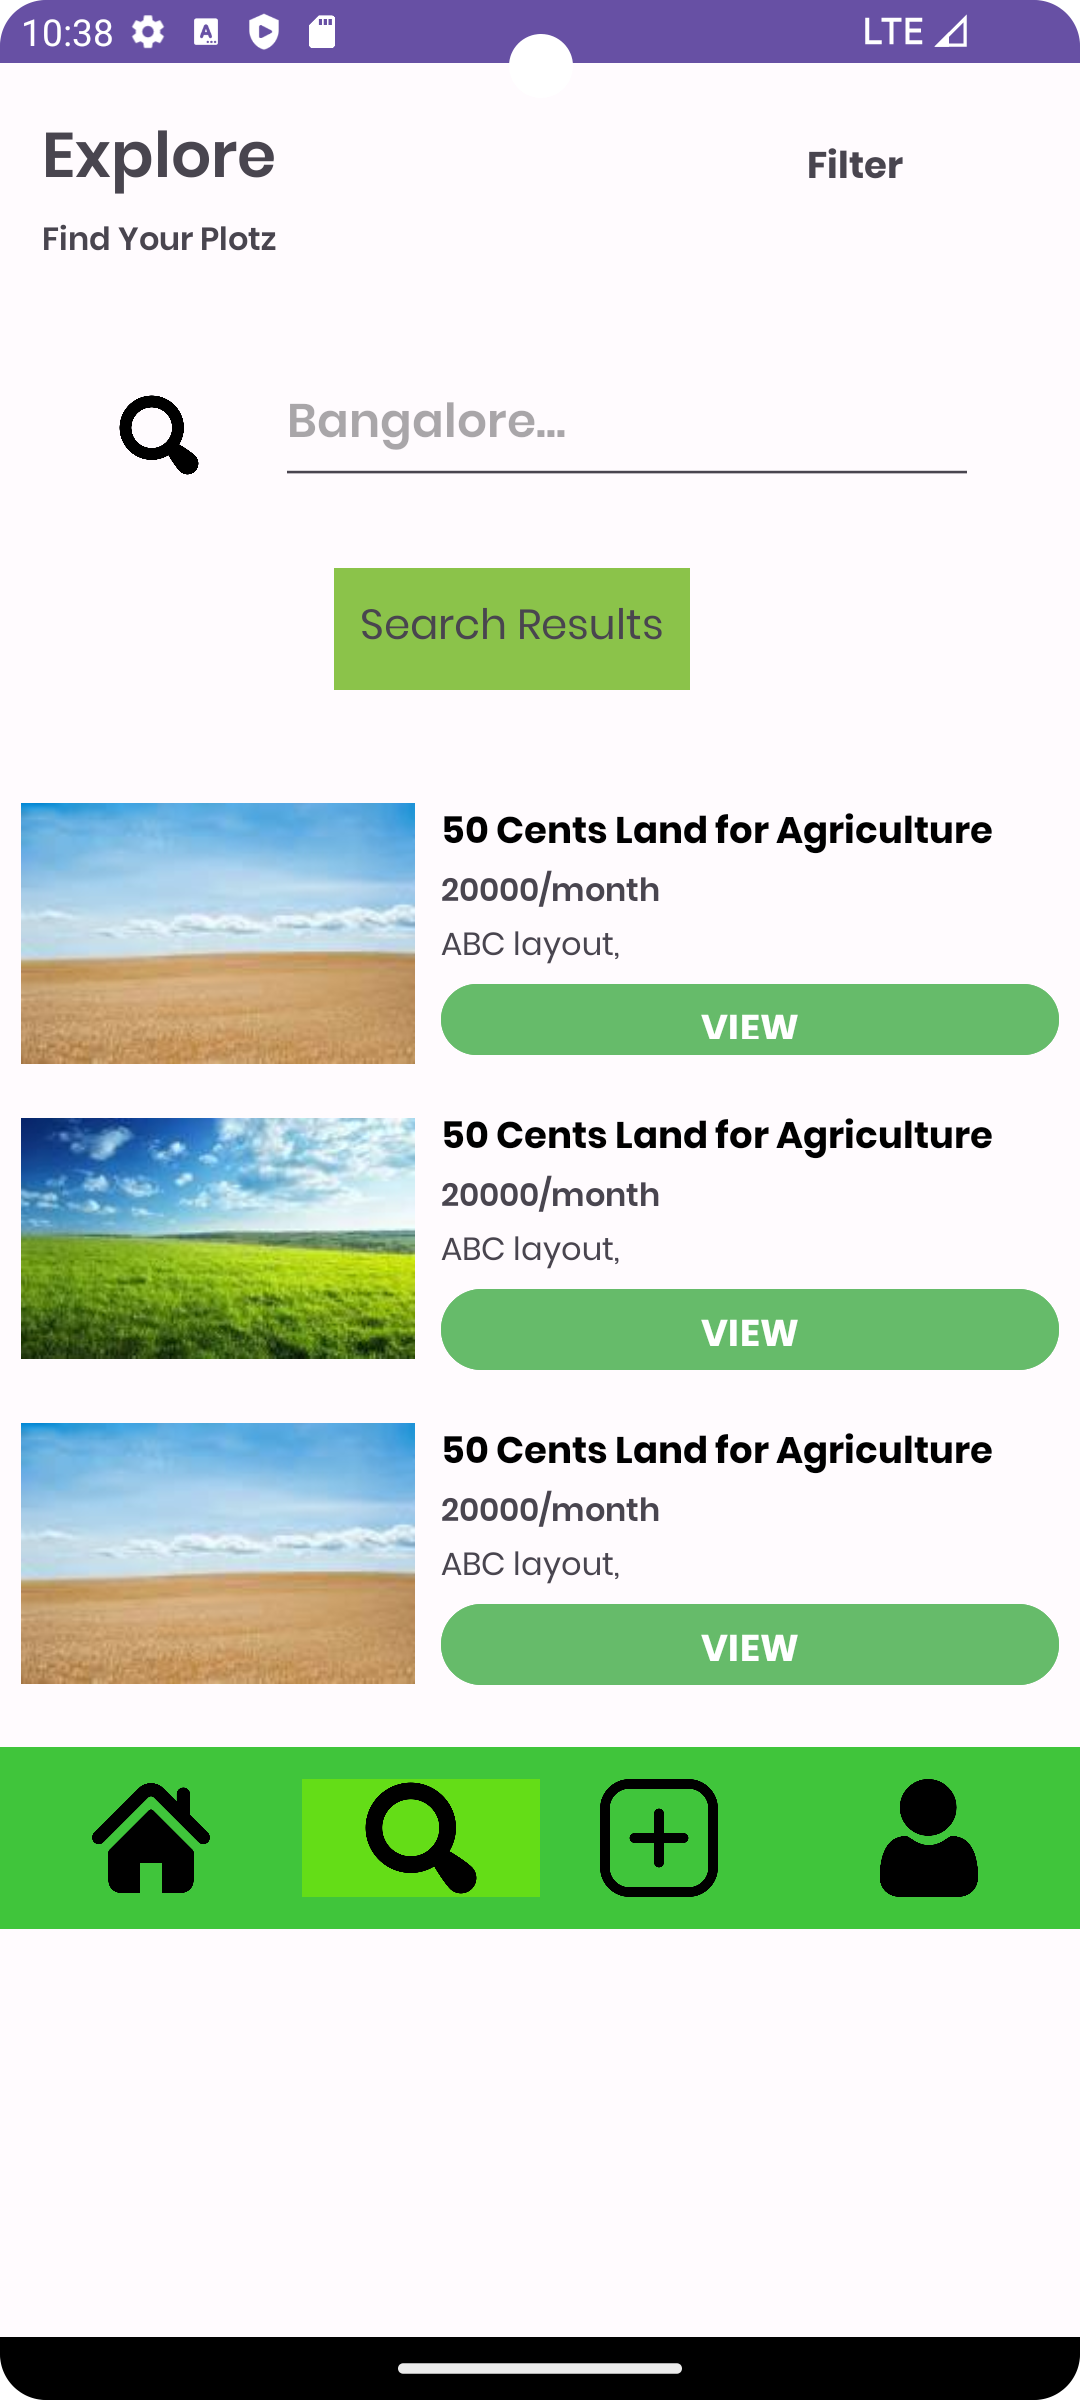 10:38 LTE
Explore
Filter
Find Your Plotz
Bangalore...
Search Results
50 Cents Land for Agriculture
20000/month
ABC layout,
VIEW
50 Cents Land for Agriculture
20000/month
ABC layout,
VIEW
50 Cents Land for Agriculture
20000/month
ABC layout,
VIEW